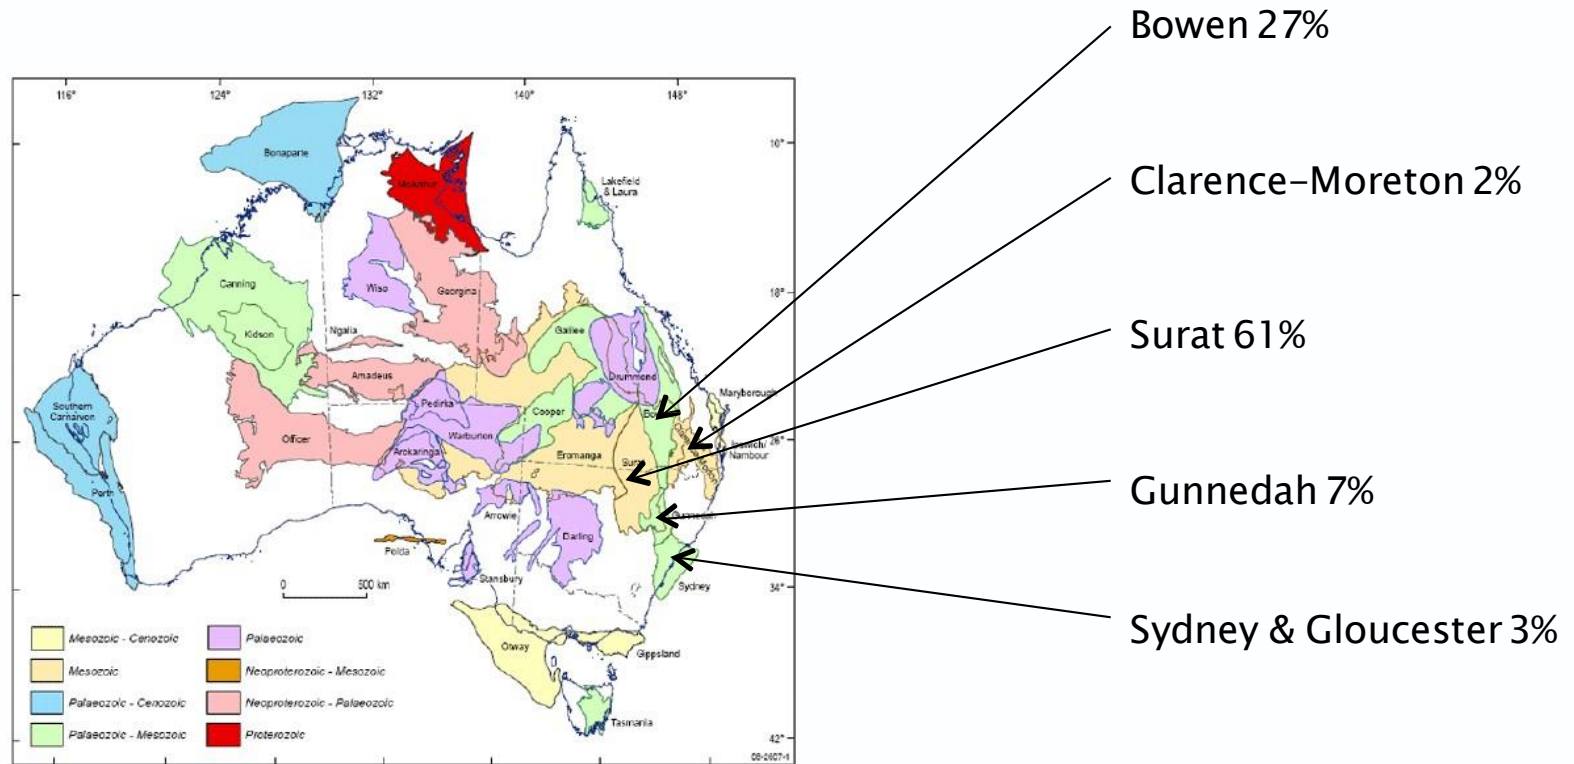 Bowen 27%
Clarence-Moreton 2%
Surat 61%
Gunnedah 7%
Sydney & Gloucester 3%
116°
124°
132°
140°
148°
10°
18°
26°
34°
42°
Bonaparte
McArthur
Lakefield
& Laura
Canning
Wiso
Georgina
Kidson
Ngalia
Galilee
Amadeus
Drummond
Maryborough
Southern
Carnarvon
Pedirka
Cooper
Officer
Warburton
Arckaringa
Eromanga
Ipswich/
Nambour
Perth
Arrowie
Gunnedah
Polda
Darling
Stansbury
Sydney
0
500 km
Otway
Gippsland
Tasmania
Mesozoic - Cenozoic
Mesozoic
Palaeozoic - Cenozoic
Palaeozoic - Mesozoic
Palaeozoic
Neoproterozoic - Mesozoic
Neoproterozoic - Palaeozoic
Proterozoic